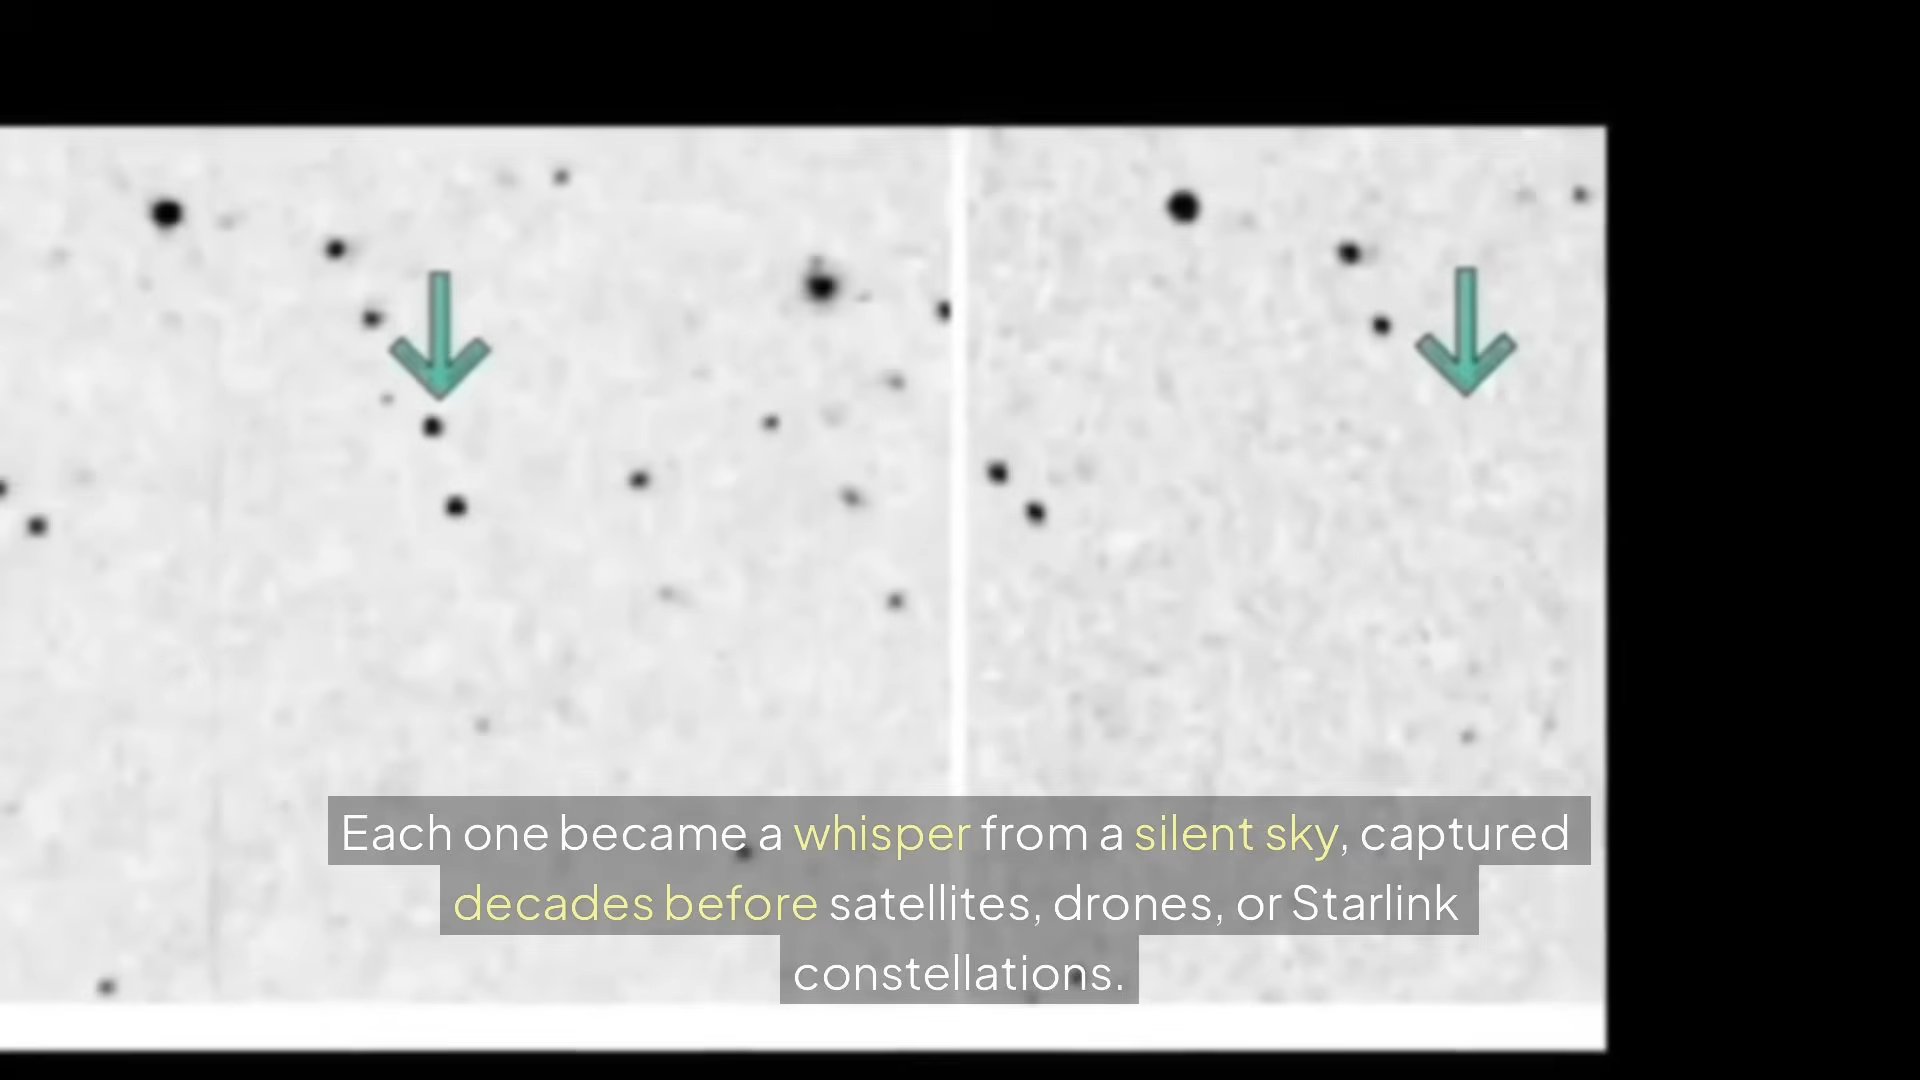 Each one became a whisper from a silent sky, captured
decades before satellites, drones, or Starlink
constellations.